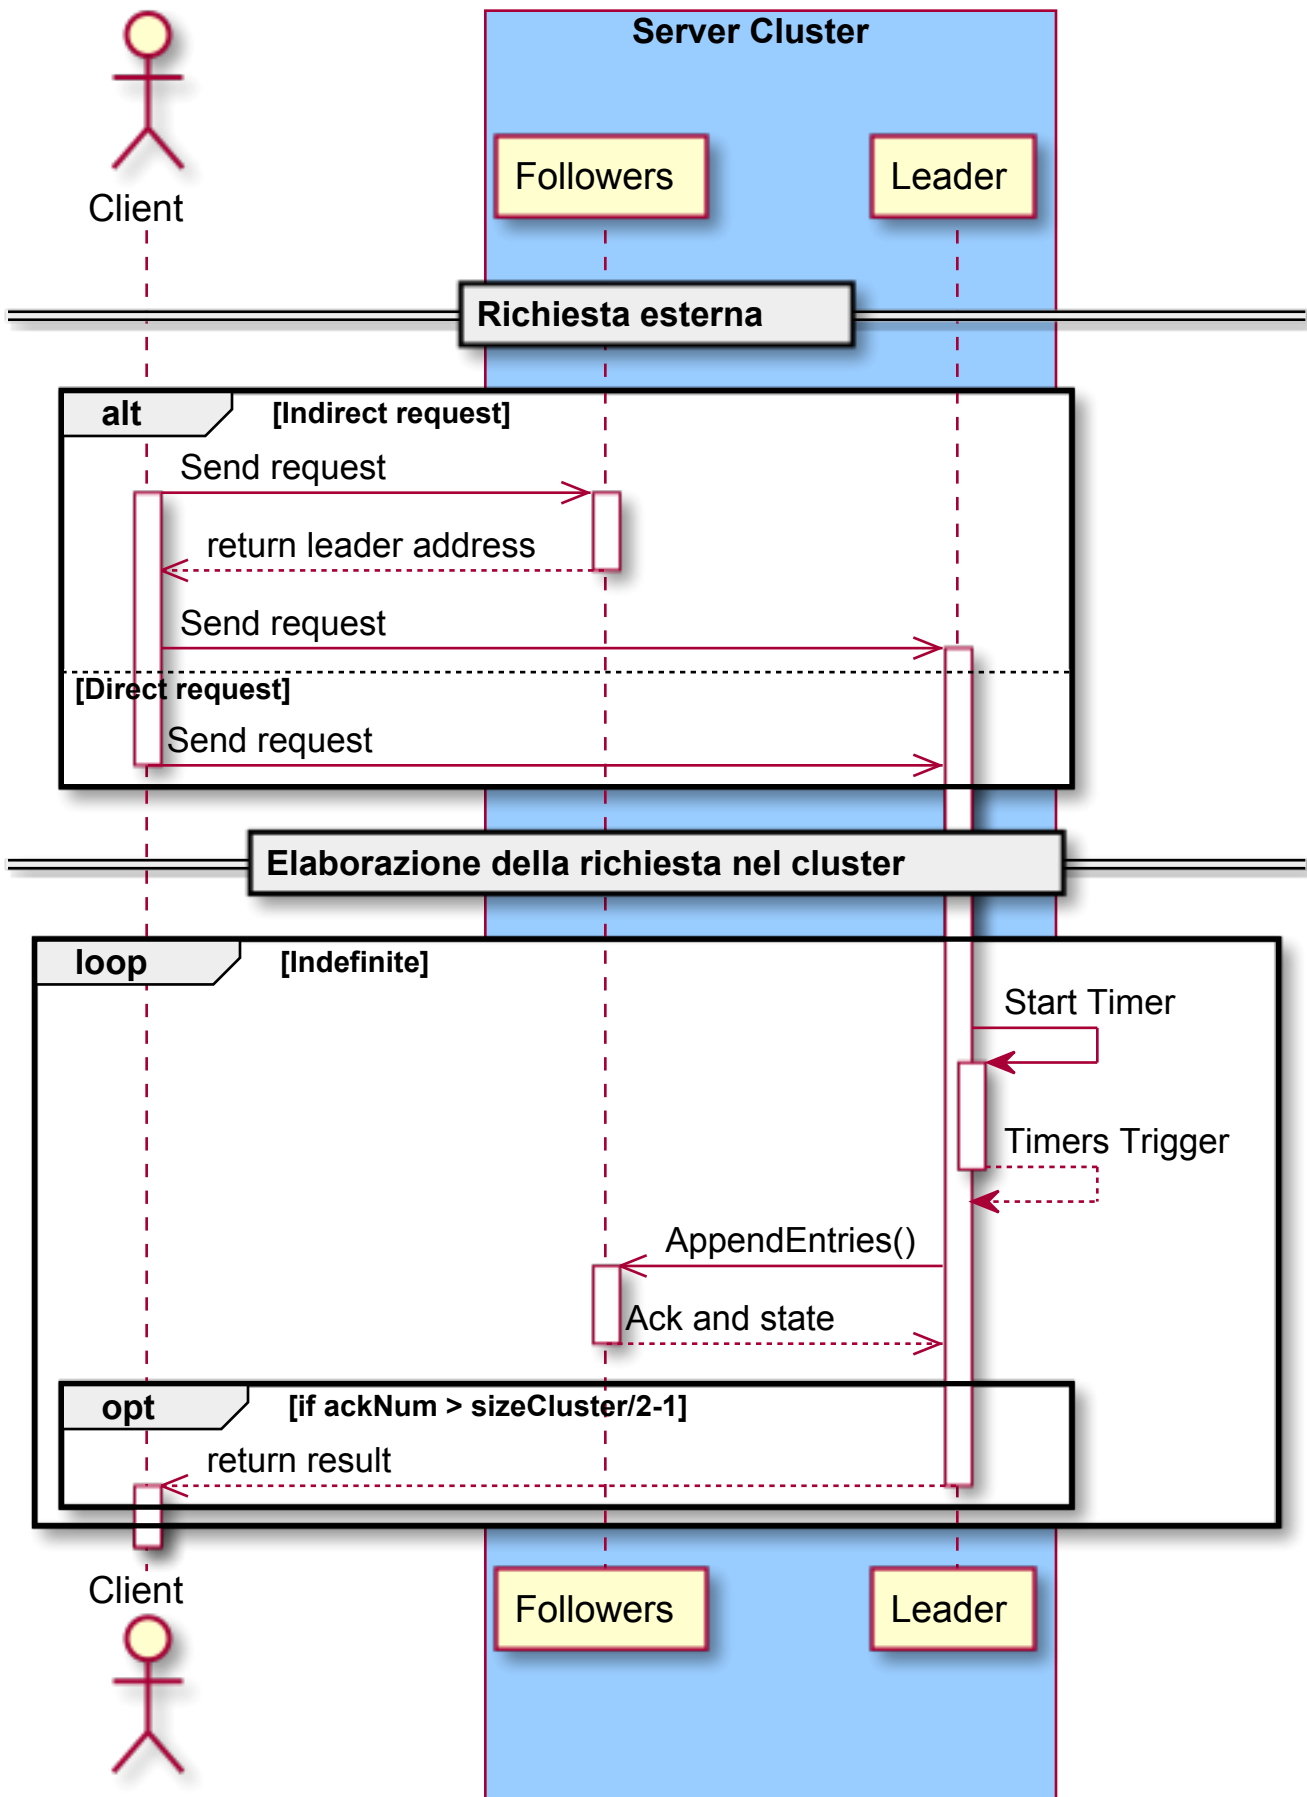 Server Cluster
Client
Followers
Leader
Richiesta esterna
alt
[Indirect request]
Send request
return leader address
Send request
[Direct request]
Send request
Elaborazione della richiesta nel cluster
loop
[Indefinite]
Start Timer
Timers Trigger
AppendEntries()
Ack and state
opt
[if ackNum > sizeCluster/2-1]
return result
Client
Followers
Leader